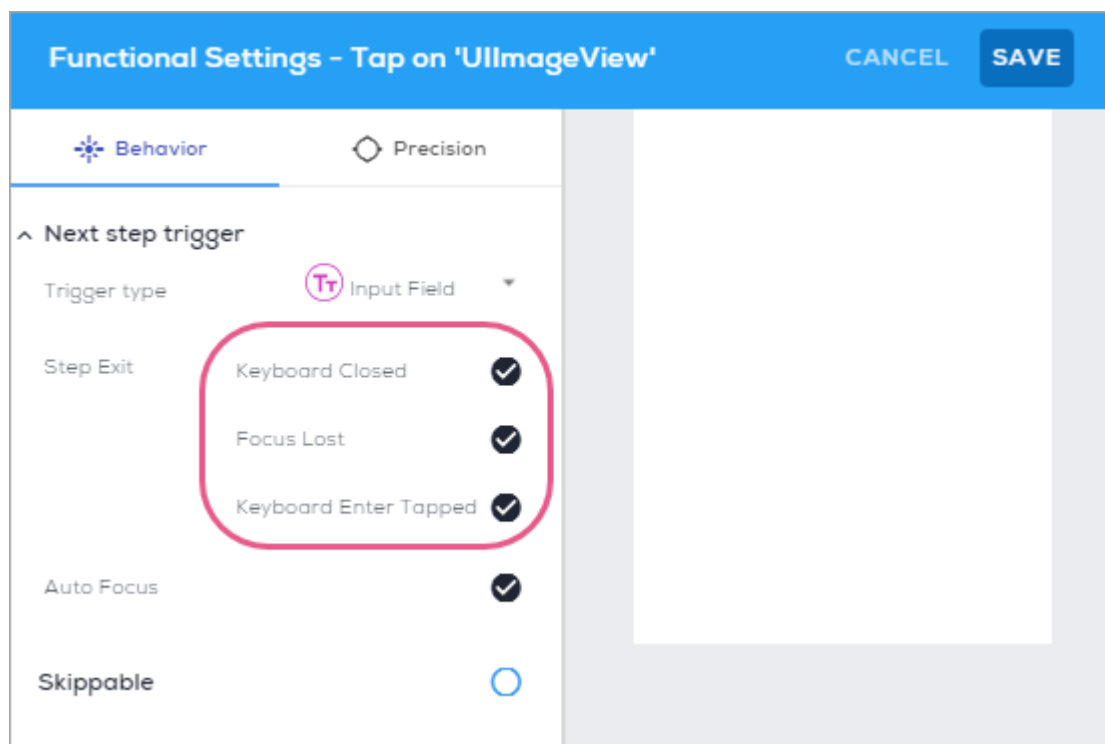 Functional Settings - Tap on 'UIImageView'
CANCEL
SAVE
Behavior
Precision
Next step trigger
Trigger type
TT Input Field
Step Exit
Keyboard Closed
Focus Lost
Keyboard Enter Tapped
Auto Focus
Skippable